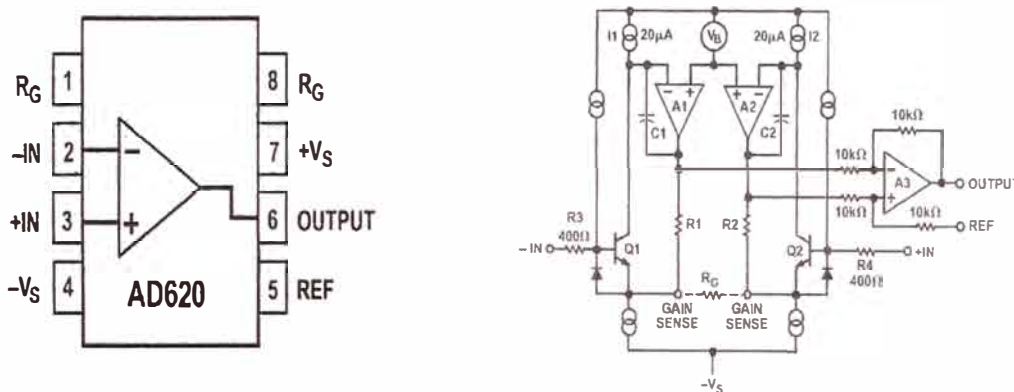 R_G 1 8 R_G
–IN 2 – 7 +V_S
+IN 3 + 6 OUTPUT
–V_S 4 AD620 5 REF
I1 20µA V_B 20µA I2
– + + –
A1 A2
C1 C2
10kΩ
10kΩ – A3 OUTPUT
10kΩ + 10kΩ
REF
R3
400Ω
R1 R2
– IN Q1 Q2 +IN
R4
400Ω
R_G
GAIN SENSE GAIN SENSE
–V_S